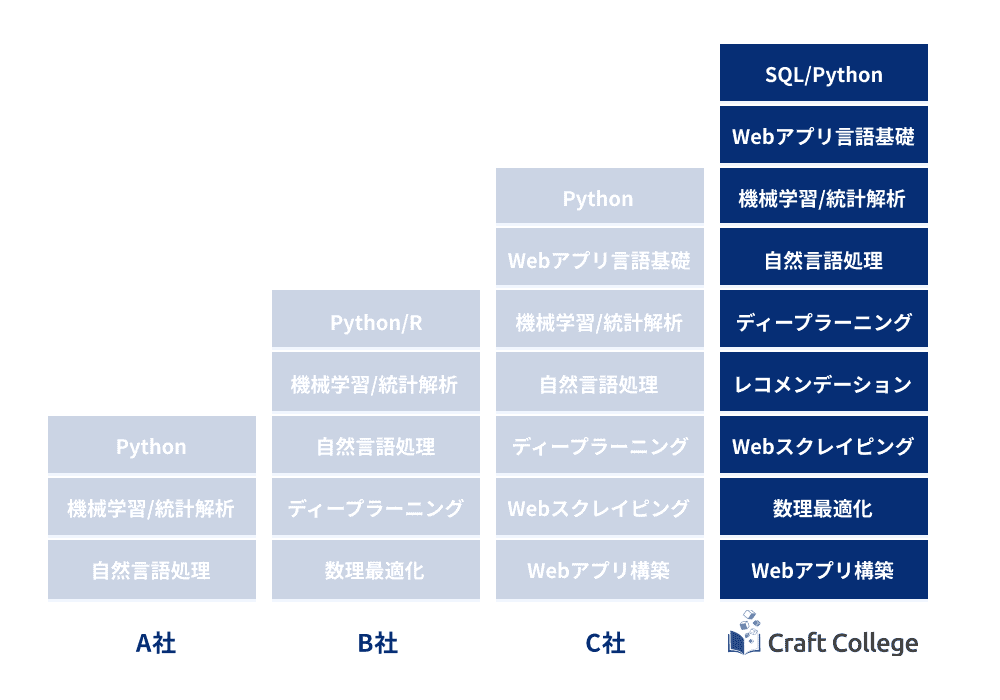 Python
機械学習/統計解析
自然言語処理
A社
Python/R
機械学習/統計解析
自然言語処理
ディープラーニング
数理最適化
B社
Python
Webアプリ言語基礎
機械学習/統計解析
自然言語処理
ディープラーニング
Webスクレイピング
Webアプリ構築
C社
SQL/Python
Webアプリ言語基礎
機械学習/統計解析
自然言語処理
ディープラーニング
レコメンデーション
Webスクレイピング
数理最適化
Webアプリ構築
Craft College